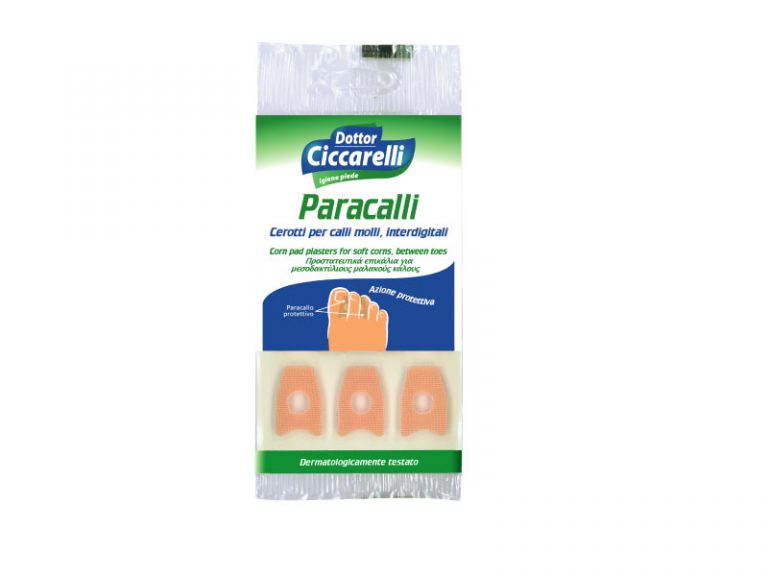 Dottor
Ciccarelli
igiene piede
Paracalli
Cerotti per calli molli, interdigitali
Corn pad plasters for soft corns, between toes
Προστατευτικά επικάλια για
μεσοδακτύλιους μαλακούς κάλους
Azione protettiva
Paracallo
protettivo
Dermatologicamente testato